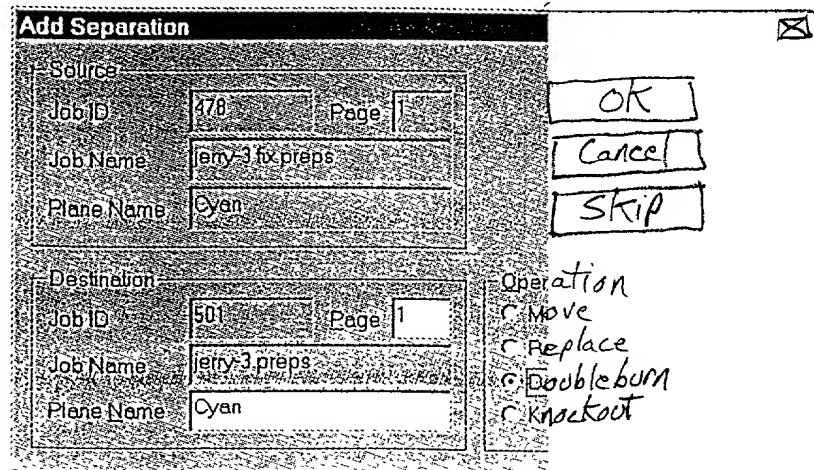 Add Separation
Source
Job ID 478 Page 1
Job Name jerry-3.fix.preps
Plane Name Cyan
OK
Cancel
Skip
Destination
Job ID 501 Page 1
Job Name jerry-3.preps
Plane Name Cyan
Operation
Move
Replace
Doubleburn
Knockout